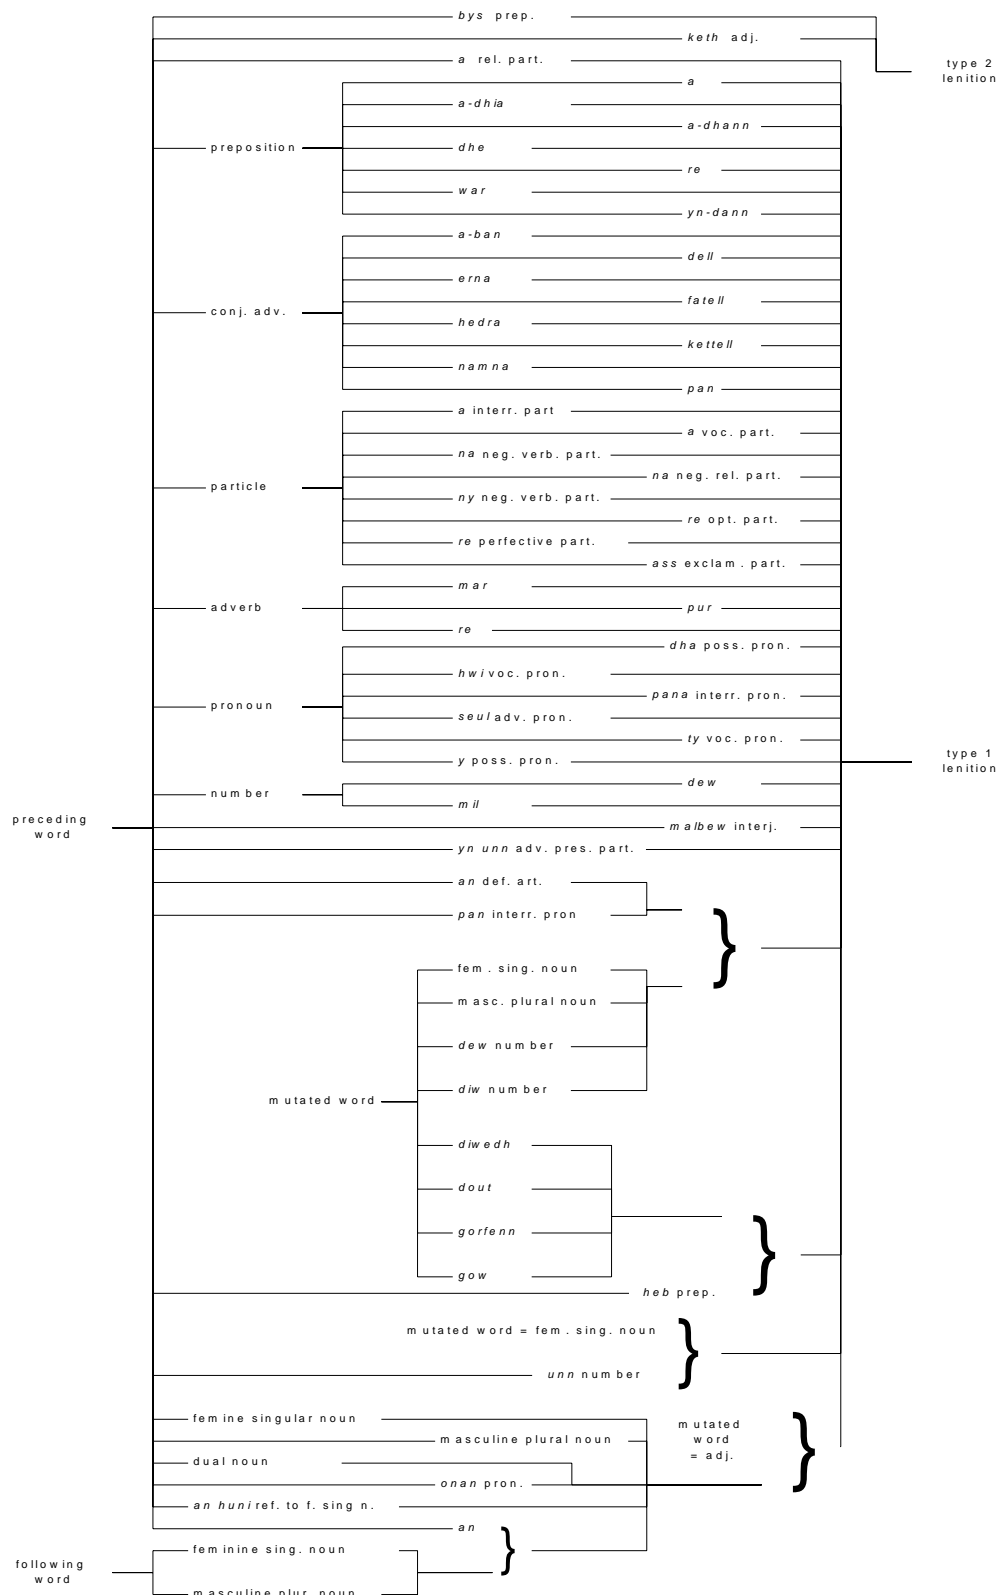 bys prep.
keth adj.
a rel. part.
type 2
lenition
a
a-dhia
a-dhann
preposition
dhe
re
war
yn-dann
a-ban
dell
erna
fatell
conj. adv.
hedra
kettell
namna
pan
a interr. part
a voc. part.
na neg. verb. part.
na neg. rel. part.
particle
ny neg. verb. part.
re opt. part.
re perfective part.
ass exclam. part.
mar
adverb
pur
re
dha poss. pron.
hwi voc. pron.
pana interr. pron.
pronoun
seul adv. pron.
ty voc. pron.
y poss. pron.
type 1
lenition
dew
number
mil
preceding
word
malbew interj.
yn unn adv. pres. part.
an def. art.
}
pan interr. pron
fem. sing. noun
masc. plural noun
dew number
diw number
mutated word
diwedh
dout
gorfenn
}
gow
heb prep.
mutated word = fem. sing. noun
}
unn number
femine singular noun
masculine plural noun
mutated
word
= adj.
}
dual noun
onan pron.
an huni ref. to f. sing n.
an
}
feminine sing. noun
following
word
masculine plur. noun